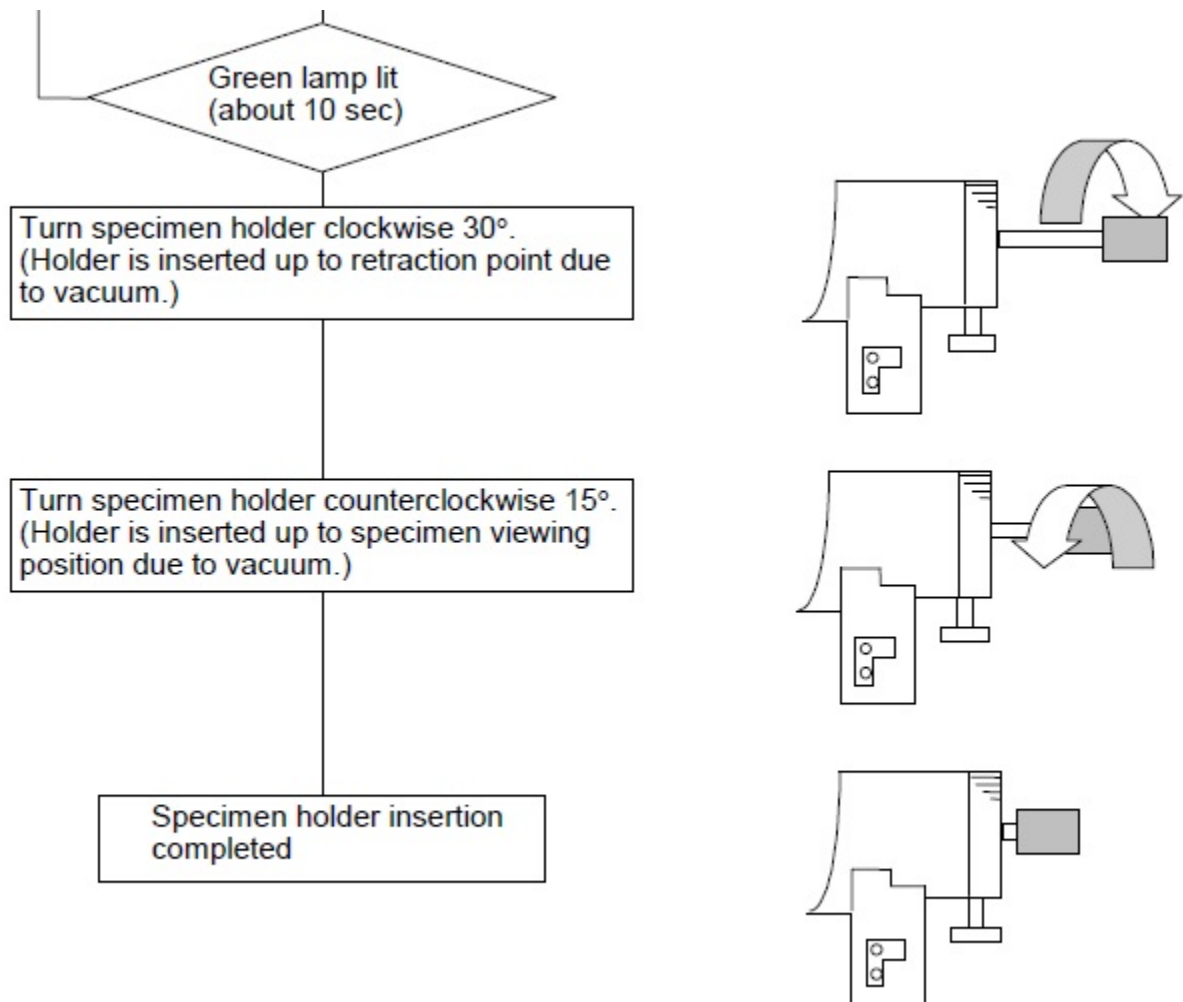 Green lamp lit
(about 10 sec)
Turn specimen holder clockwise 30°.
(Holder is inserted up to retraction point due
to vacuum.)
Turn specimen holder counterclockwise 15°.
(Holder is inserted up to specimen viewing
position due to vacuum.)
Specimen holder insertion
completed